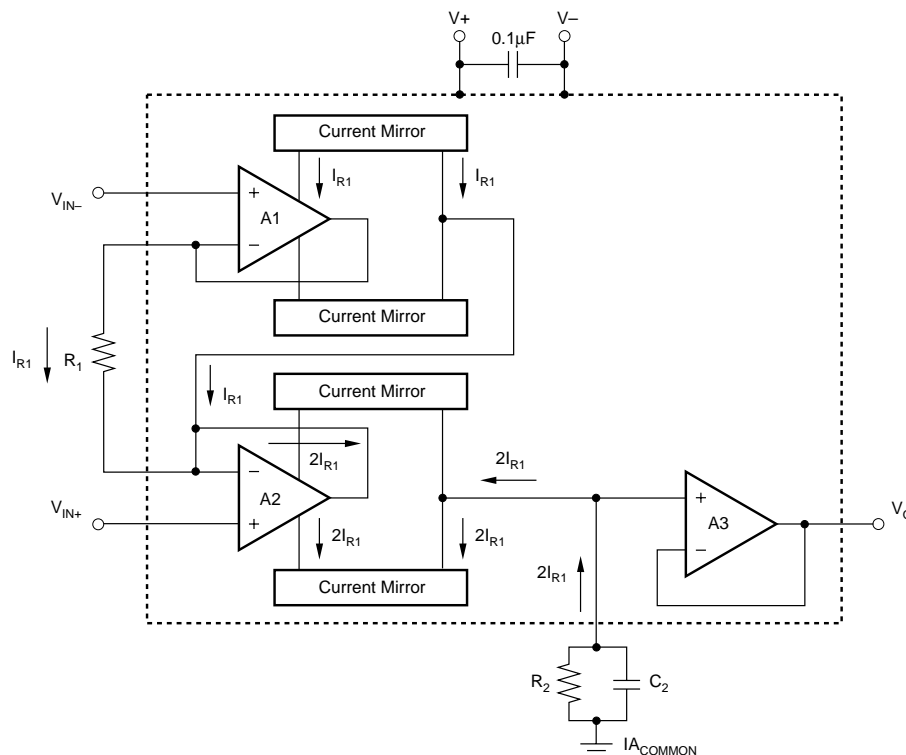 V+
V–
0.1µF
Current Mirror
I_R1
I_R1
V_IN–
+
A1
–
Current Mirror
I_R1
R_1
I_R1
Current Mirror
2I_R1
–
A2
+
V_IN+
2I_R1
2I_R1
2I_R1
+
A3
–
Current Mirror
2I_R1
R_2
C_2
IA_COMMON